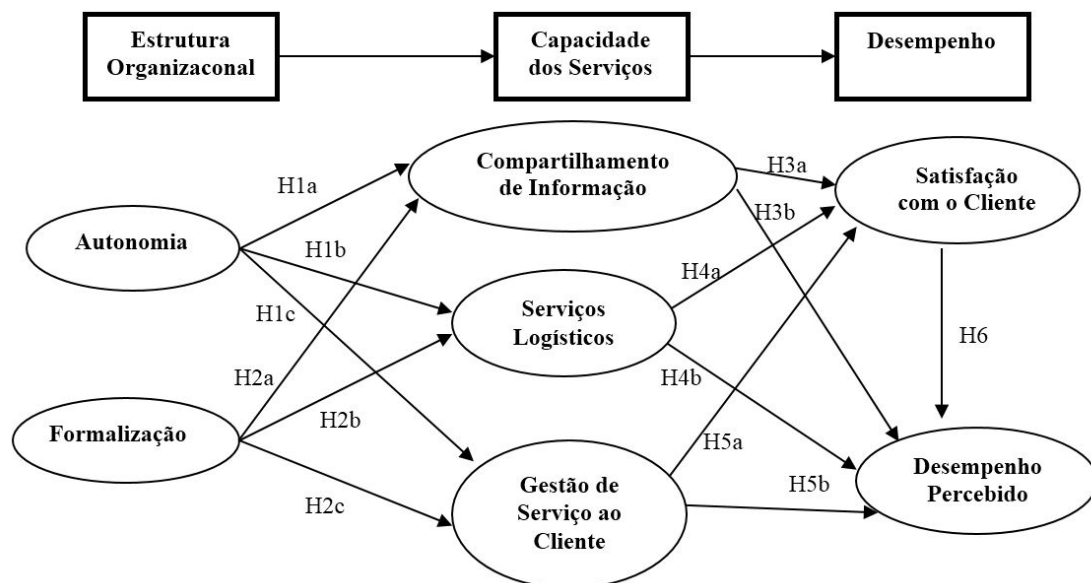 Estrutura
Organizaconal
Capacidade
dos Serviços
Desempenho
Compartilhamento
de Informação
H3a
Satisfação
com o Cliente
H1a
Autonomia
H3b
H1b
H4a
Serviços
Logísticos
H1c
H6
H2a
H4b
H2b
Formalização
H5a
Desempenho
Percebido
Gestão de
Serviço ao
Cliente
H5b
H2c